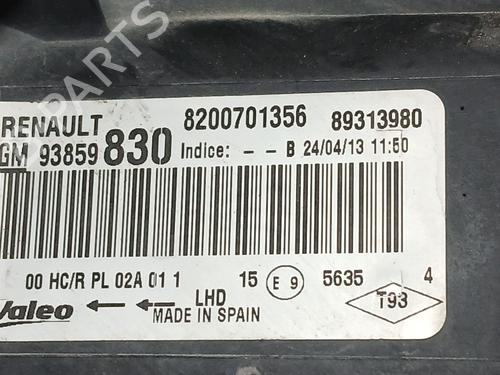 RENAULT 8200701356 89313980
GM 93859 830 Indice: - - B 24/04/13 11:50
00 HC/R PL 02A 01 1 15 E 9 5635 4
Valeo LHD T93
MADE IN SPAIN
B-PARTS